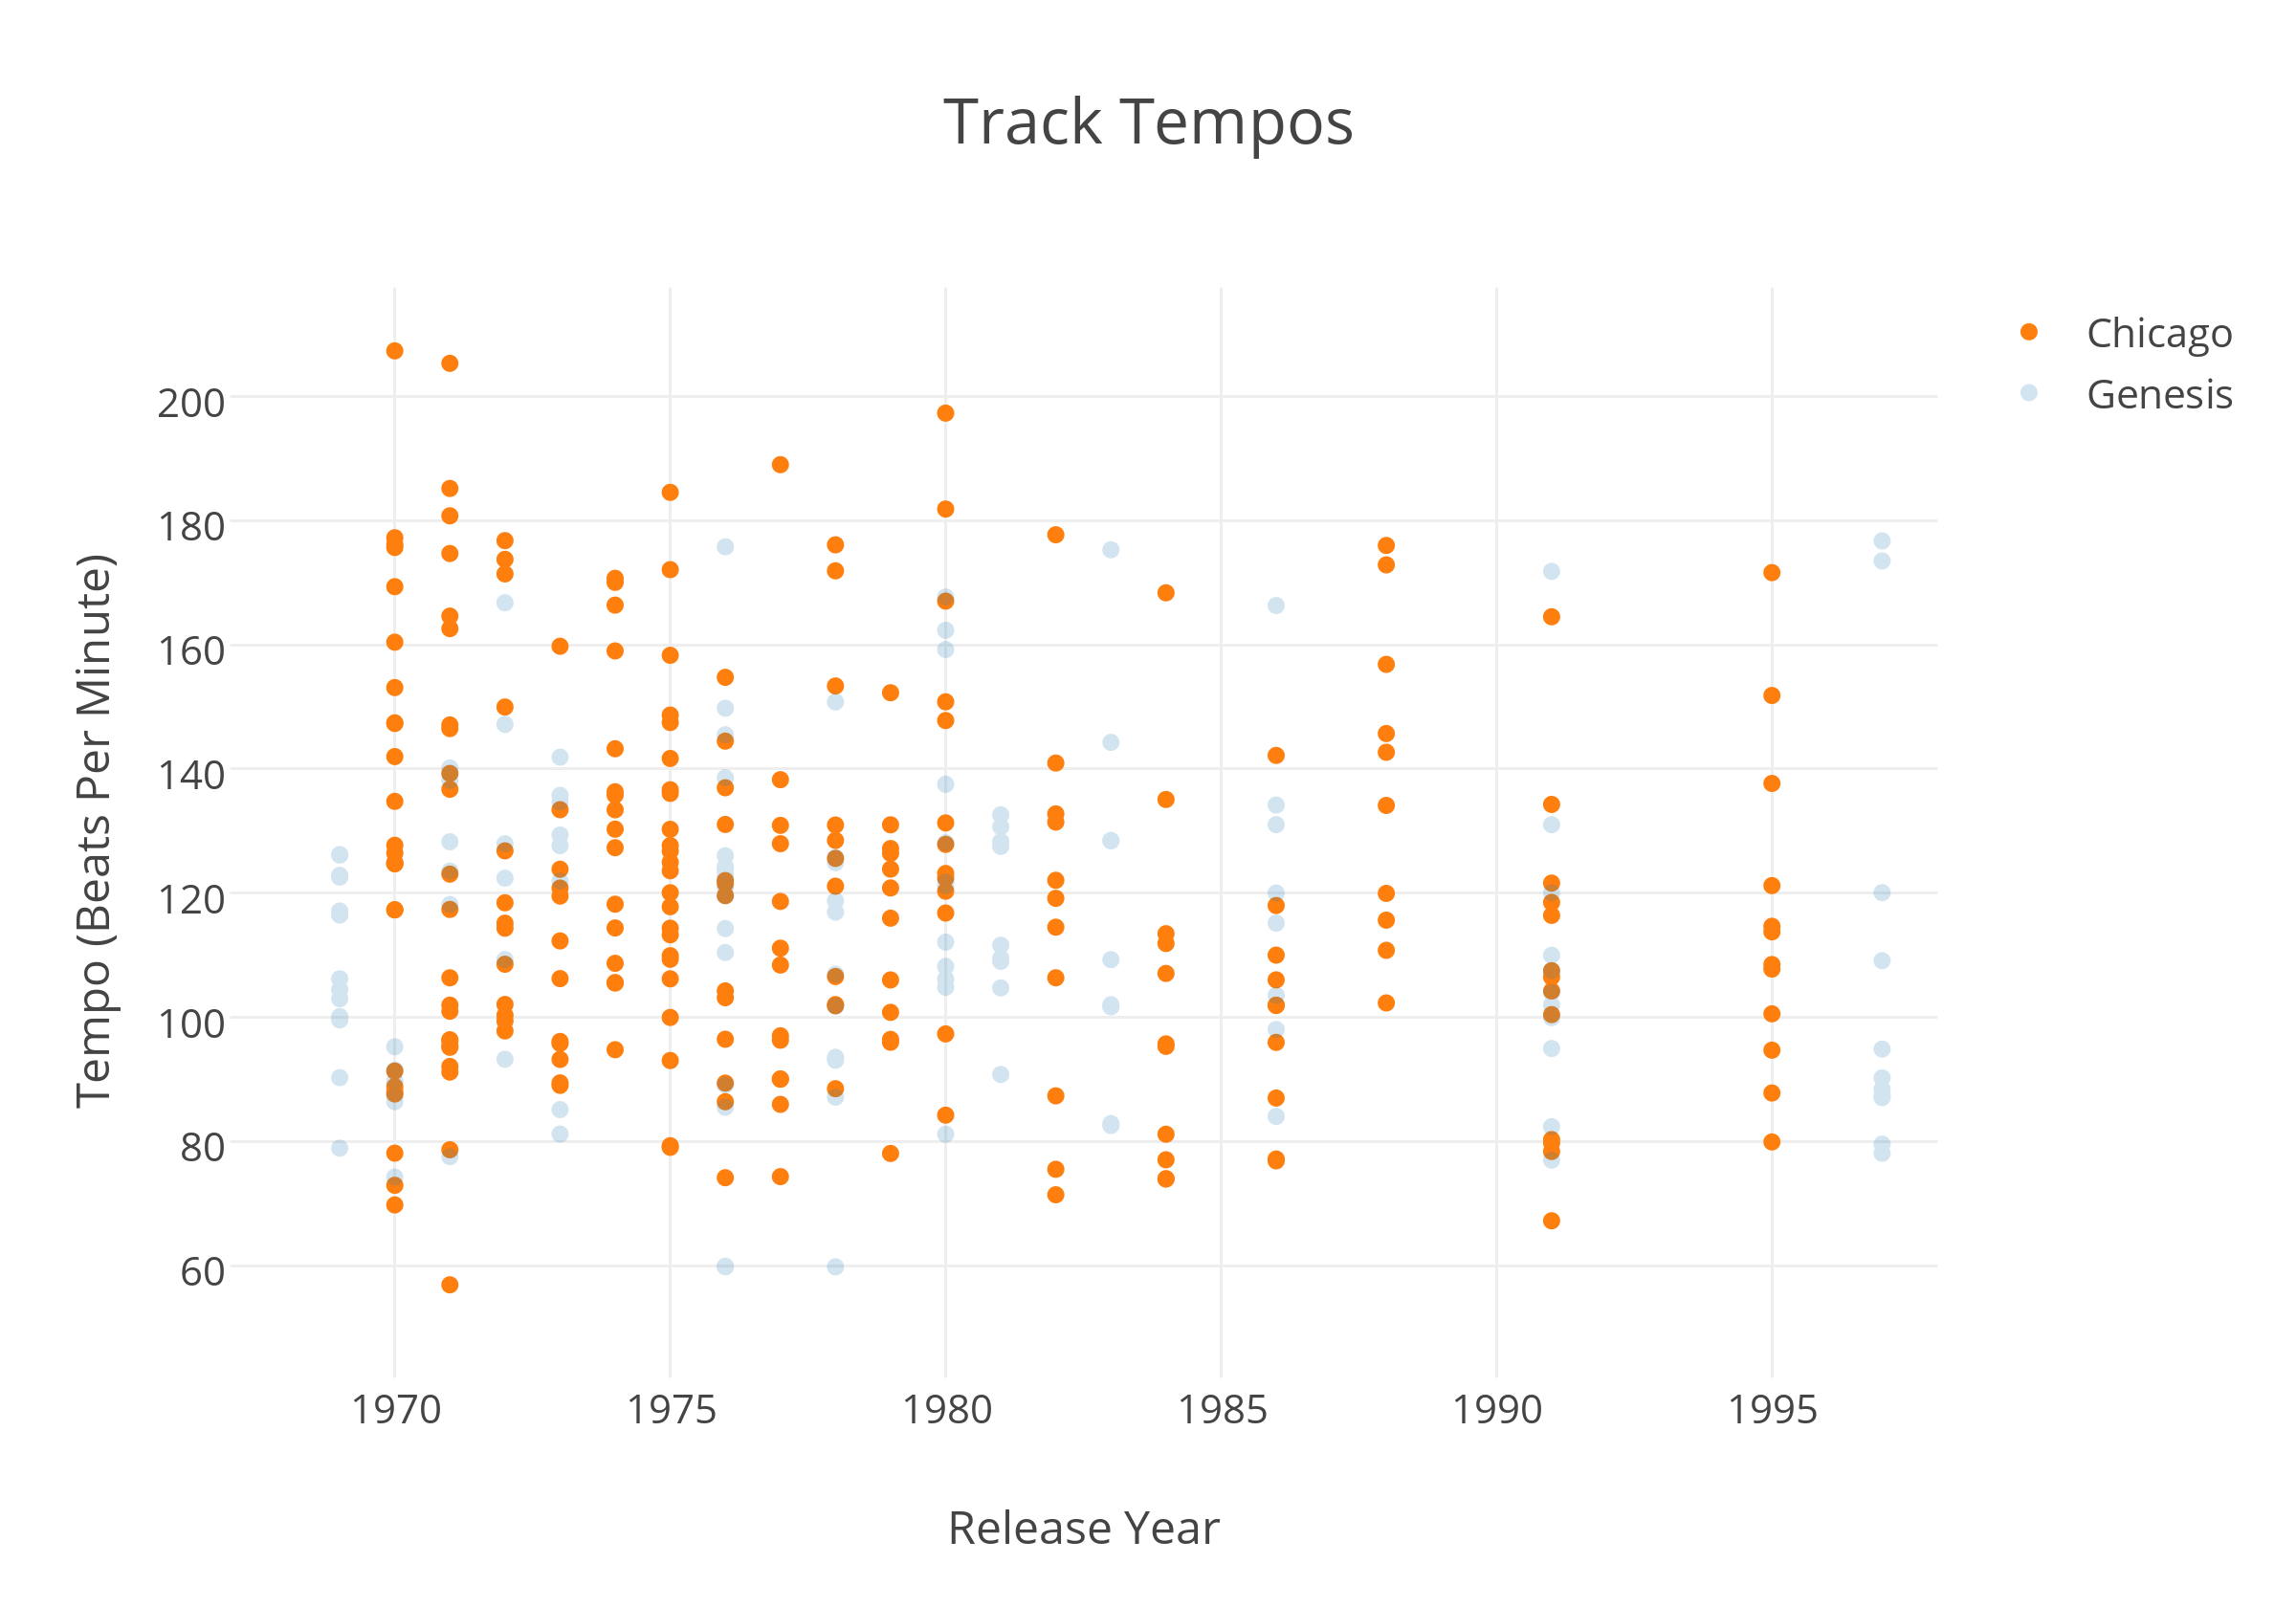 Track Tempos
Chicago
Genesis
200
180
160
140
120
100
80
60
Tempo (Beats Per Minute)
1970 1975 1980 1985 1990 1995
Release Year